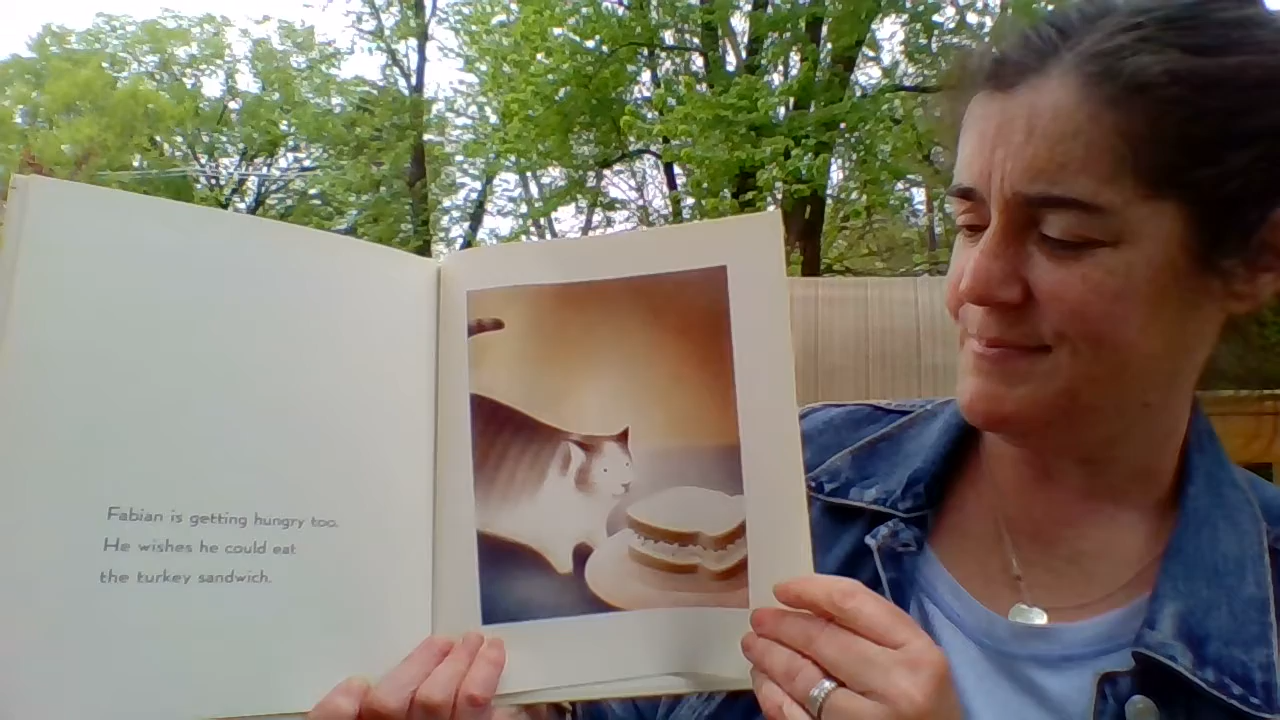 Fabian is getting hungry too.
He wishes he could eat
the turkey sandwich.